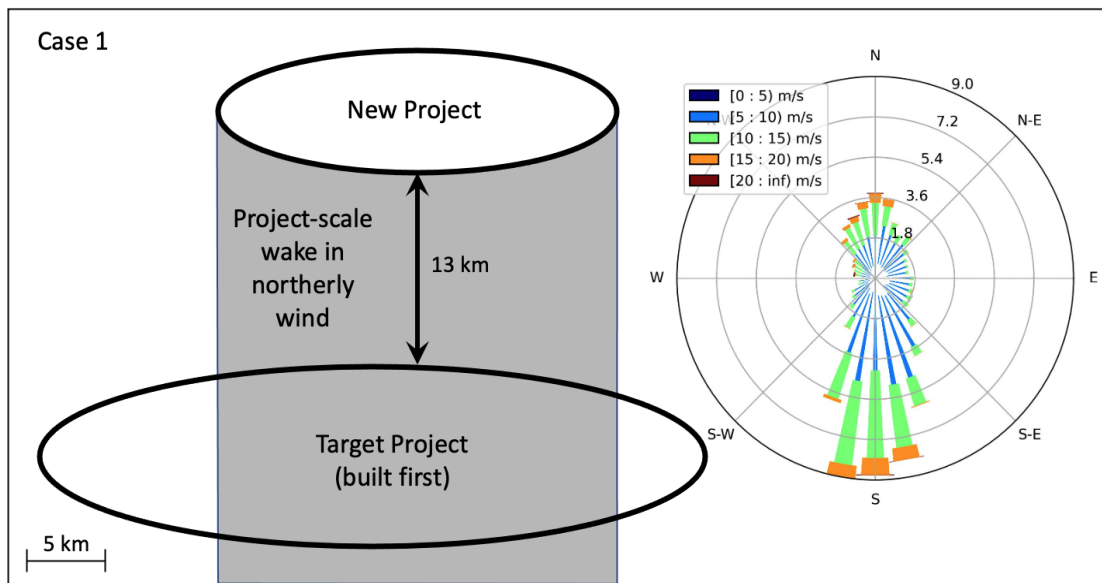 Case 1
New Project
Project-scale
wake in
northerly
wind
13 km
Target Project
(built first)
5 km
[0 : 5) m/s
[5 : 10) m/s
[10 : 15) m/s
[15 : 20) m/s
[20 : inf) m/s
N
N-E
E
S-E
S
S-W
W
9.0
7.2
5.4
3.6
1.8